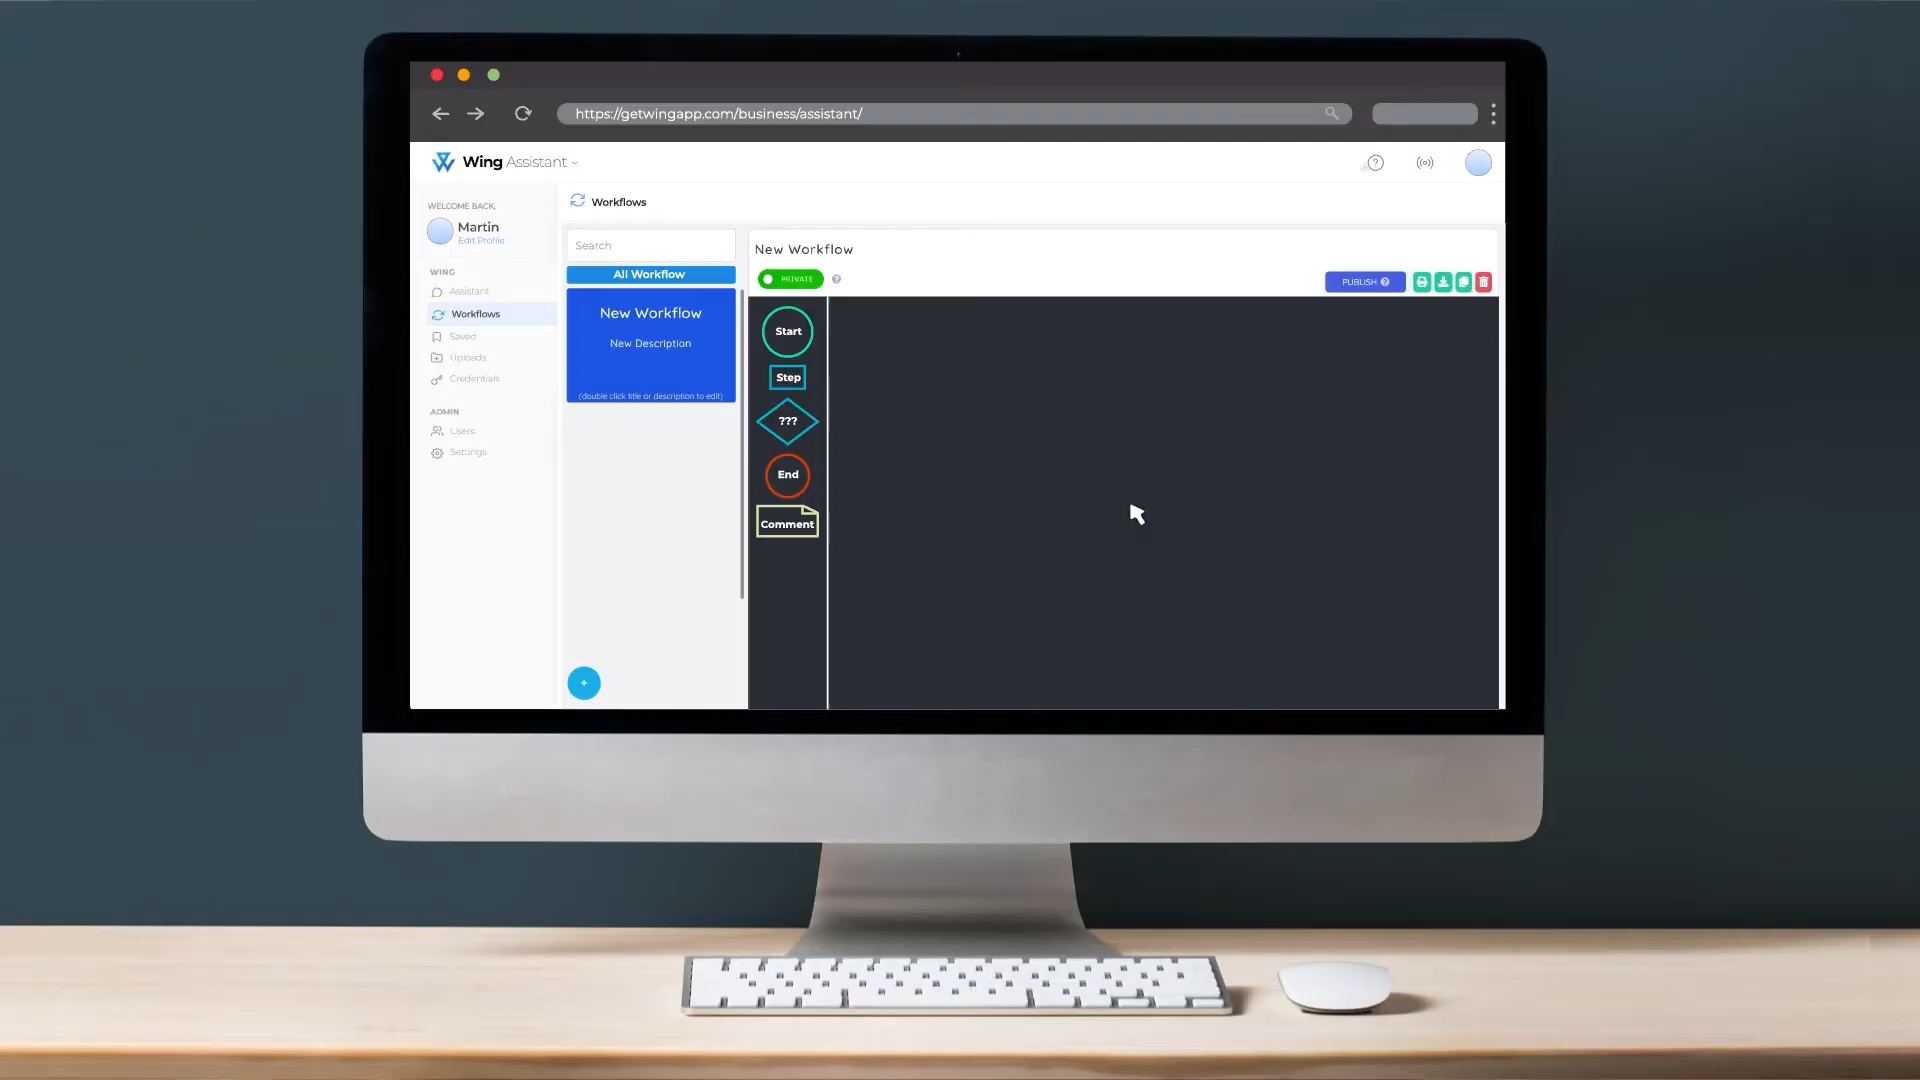 https://getwingapp.com/business/assistant/
Wing Assistant
WELCOME BACK,
Martin
Edit Profile
WING
Assistant
Workflows
Saved
Uploads
Credentials
ADMIN
Users
Settings
Workflows
Search
All Workflow
New Workflow
New Description
(double click title or description to edit)
New Workflow
PRIVATE ?
PUBLISH ?
Start
Step
???
End
Comment